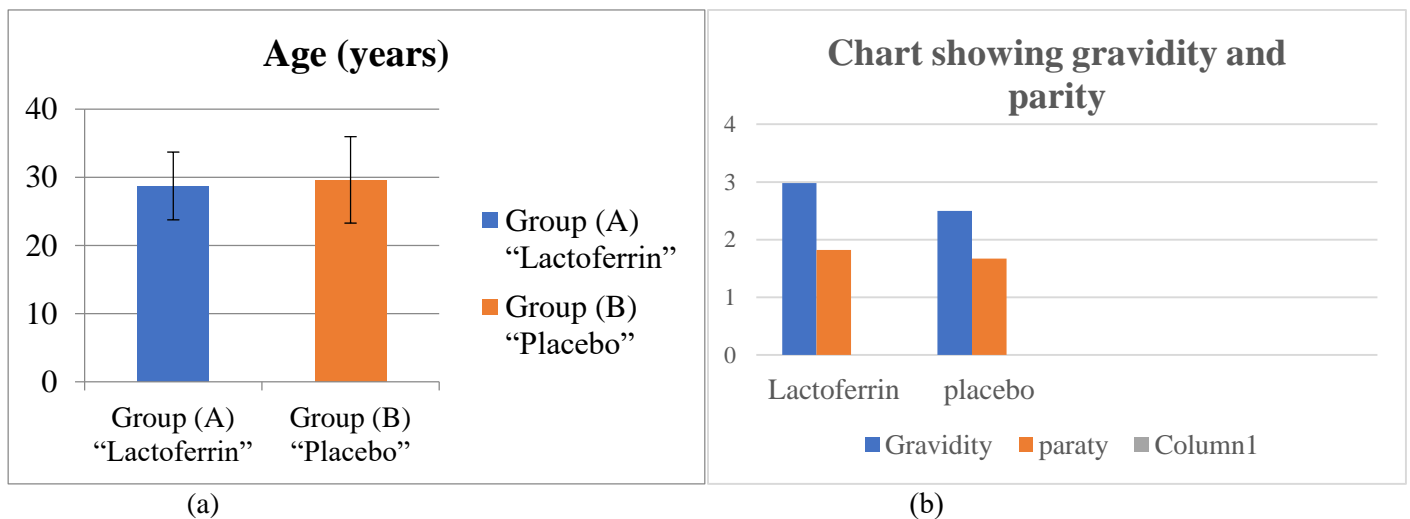 Age (years)
40
30
20
10
0
Group (A)
“Lactoferrin”
Group (B)
“Placebo”
Group (A)
“Lactoferrin”
Group (B)
“Placebo”
(a)
Chart showing gravidity and
parity
4
3
2
1
0
Lactoferrin
placebo
Gravidity
paraty
Column1
(b)